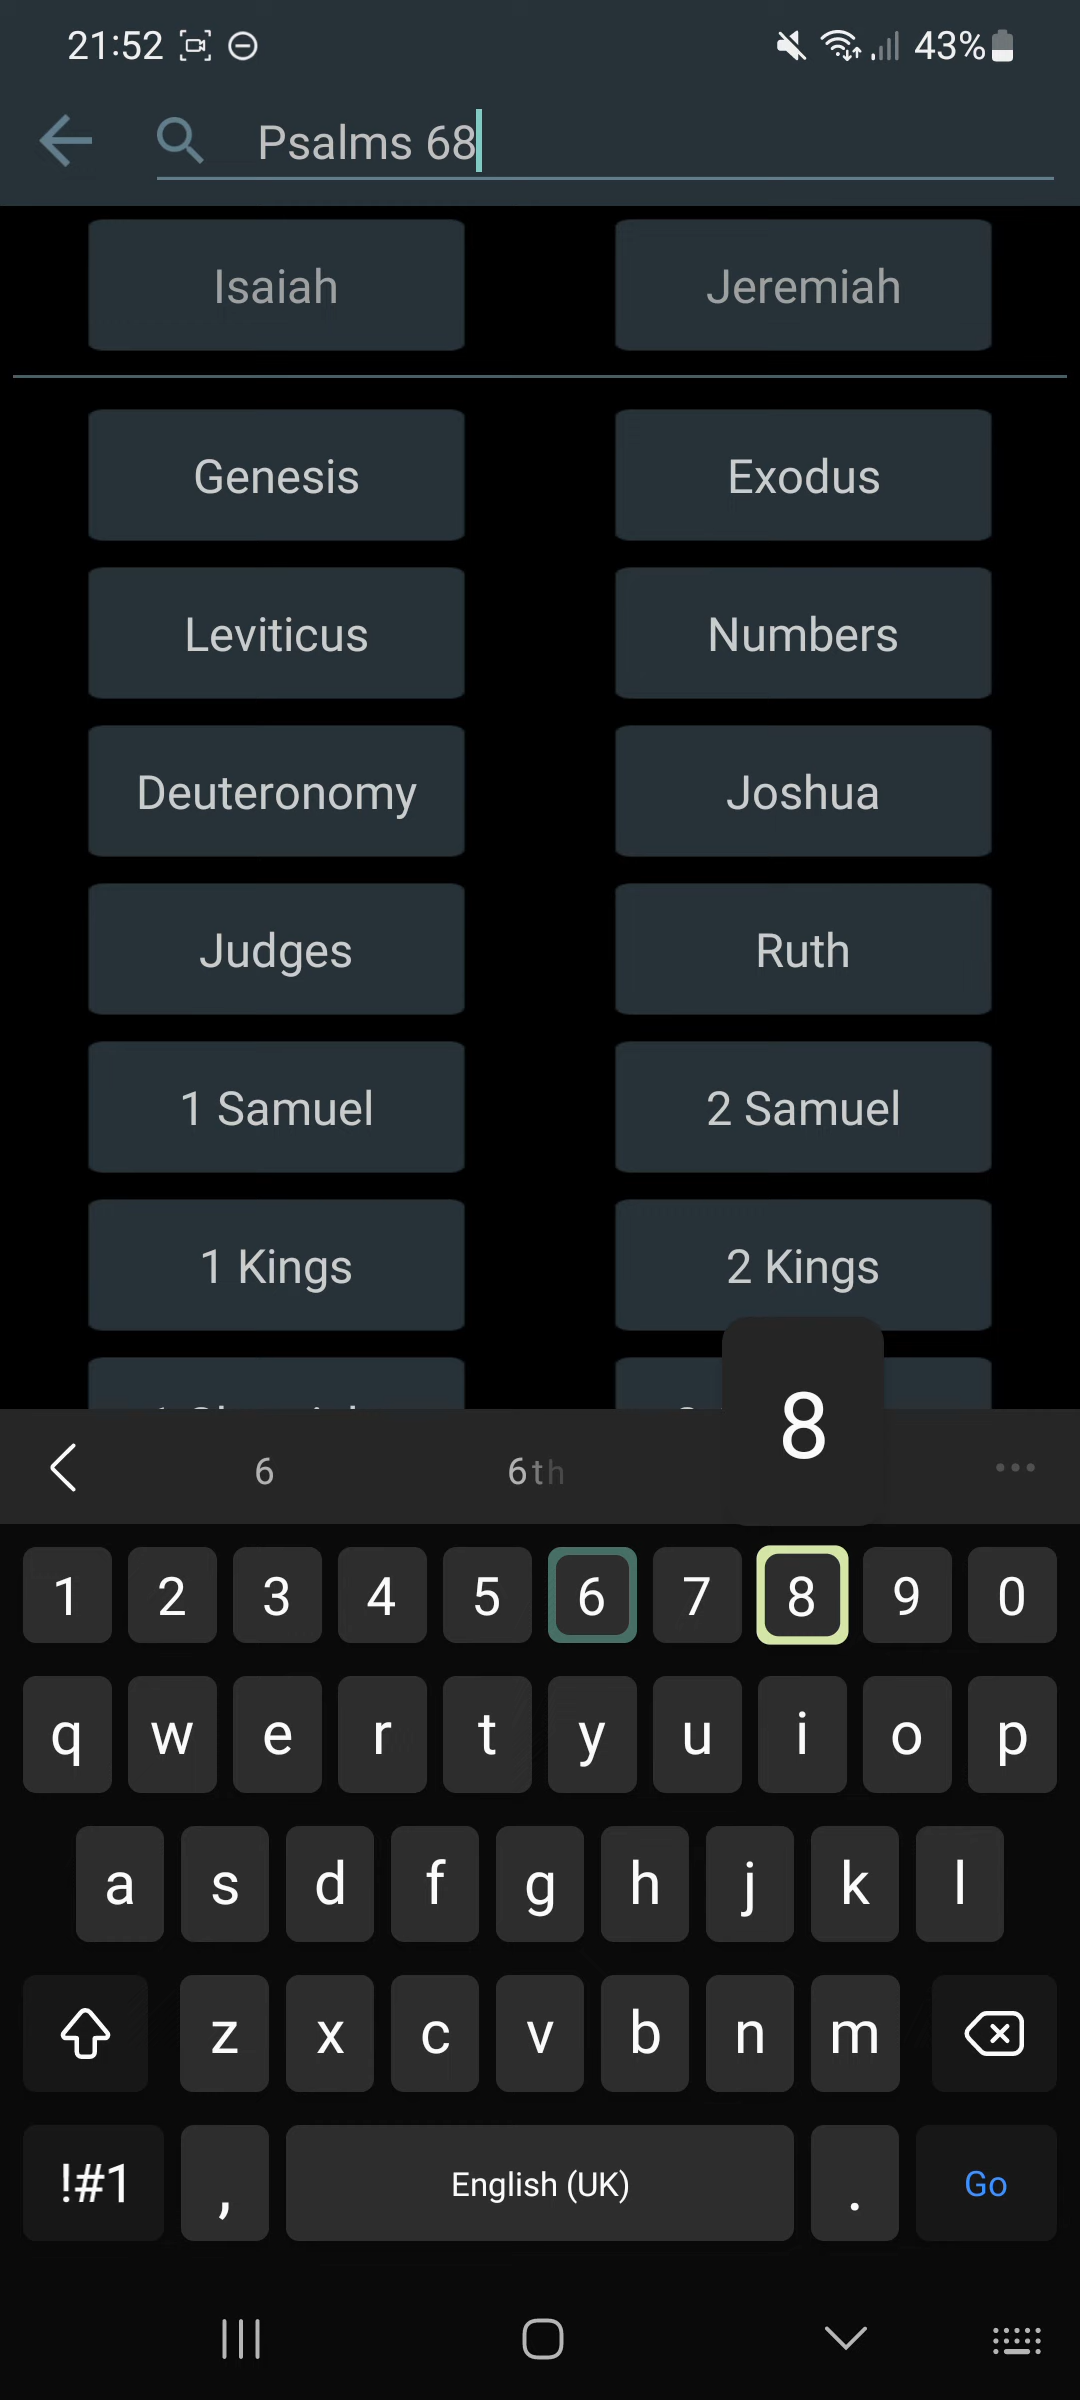 21:52 43%
Psalms 68
Isaiah Jeremiah
Genesis Exodus
Leviticus Numbers
Deuteronomy Joshua
Judges Ruth
1 Samuel 2 Samuel
1 Kings 2 Kings
8
6 6th
1 2 3 4 5 6 7 8 9 0
q w e r t y u i o p
a s d f g h j k l
z x c v b n m
!#1 , English (UK) . Go